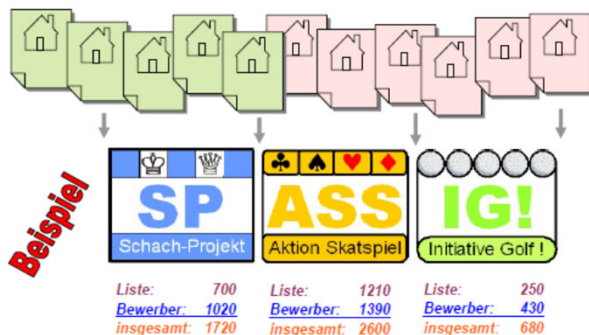 Beispiel
SP
Schach-Projekt
ASS
Aktion Skatspiel
IG!
Initiative Golf !
Liste: 700
Bewerber: 1020
insgesamt: 1720
Liste: 1210
Bewerber: 1390
insgesamt: 2600
Liste: 250
Bewerber: 430
insgesamt: 680